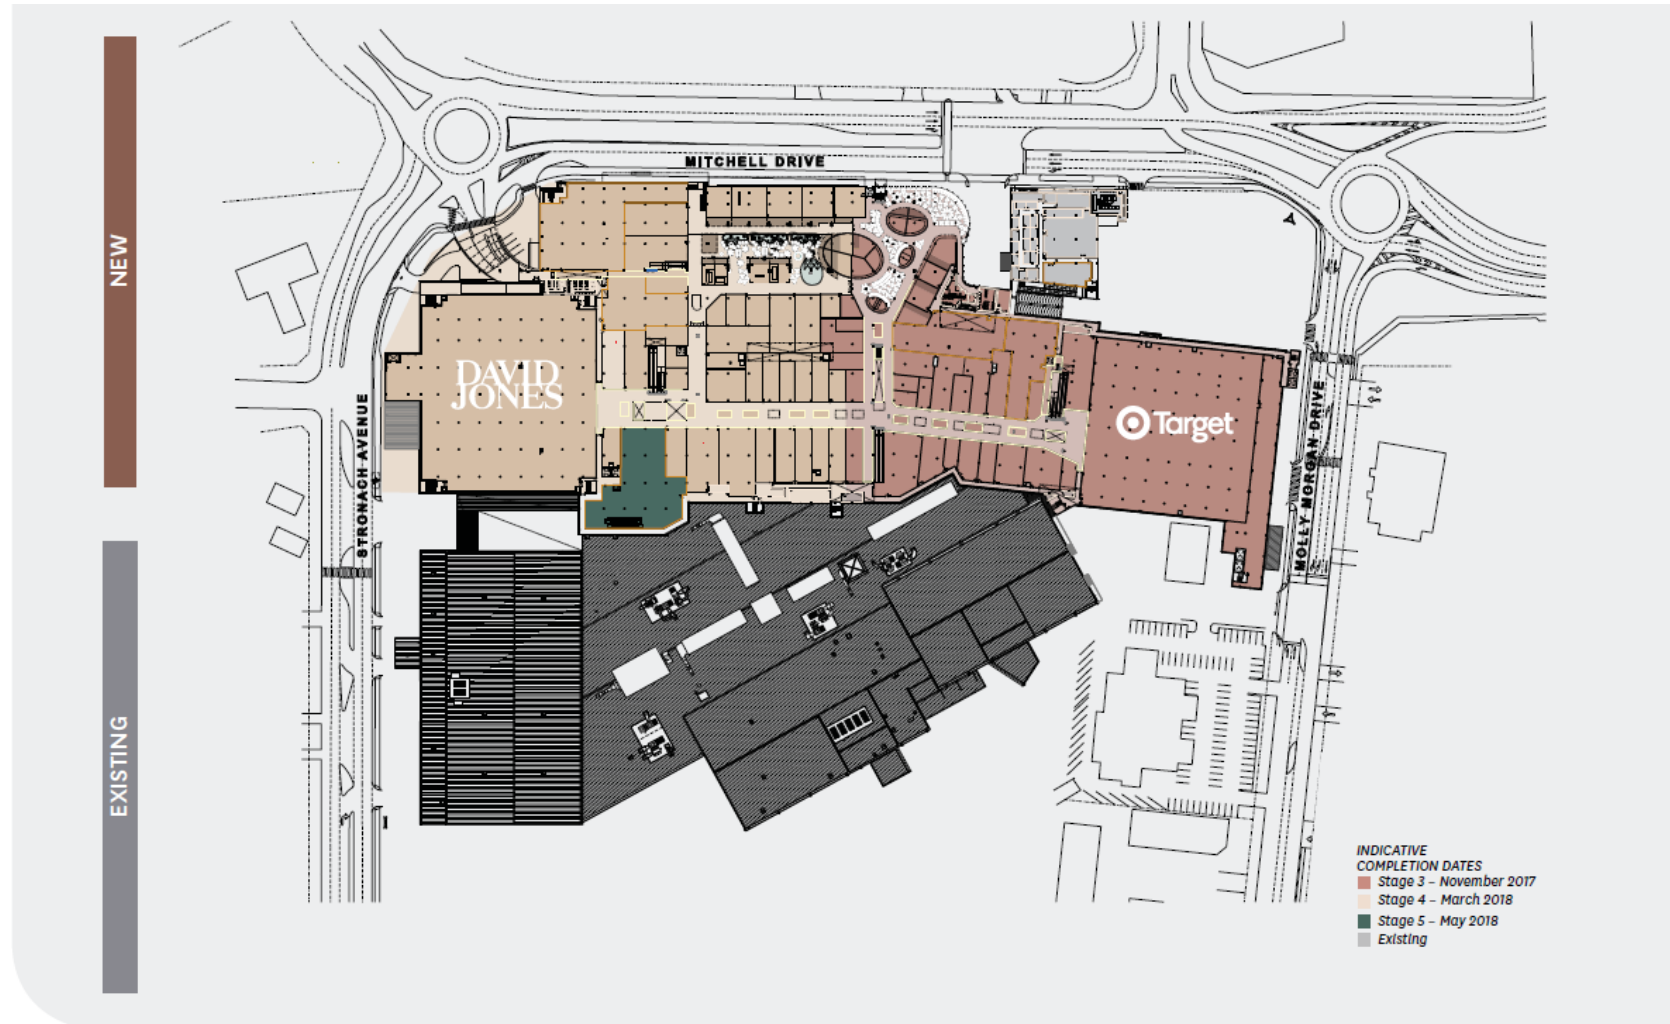 NEW
MITCHELL DRIVE
DAVID
JONES
Target
STRONACH AVENUE
MOLLY MORGAN DRIVE
EXISTING
INDICATIVE
COMPLETION DATES
Stage 3 – November 2017
Stage 4 – March 2018
Stage 5 – May 2018
Existing